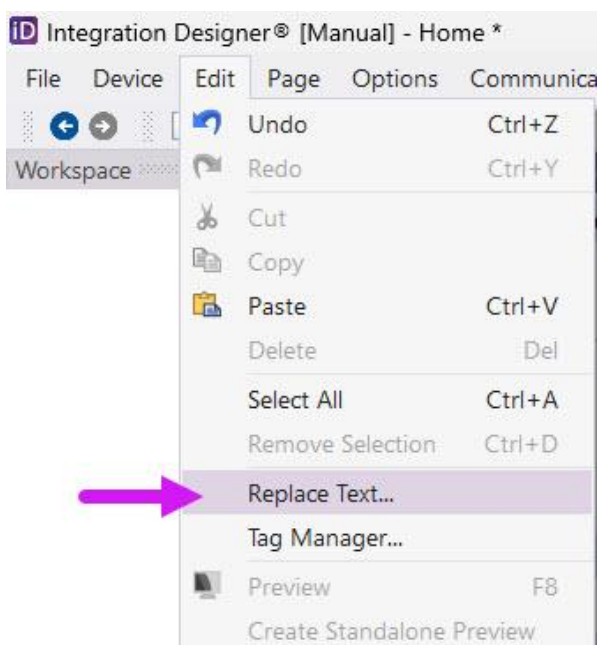 iD Integration Designer® [Manual] - Home *
File Device Edit Page Options Communica
Workspace
Undo Ctrl+Z
Redo Ctrl+Y
Cut
Copy
Paste Ctrl+V
Delete Del
Select All Ctrl+A
Remove Selection Ctrl+D
Replace Text...
Tag Manager...
Preview F8
Create Standalone Preview